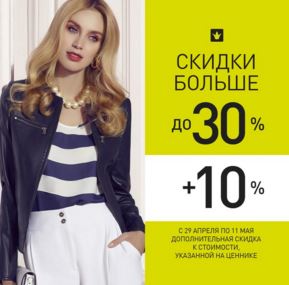 СКИДКИ
БОЛЬШЕ
ДО 30%
+10%
С 29 АПРЕЛЯ ПО 11 МАЯ
ДОПОЛНИТЕЛЬНАЯ СКИДКА
К СТОИМОСТИ,
УКАЗАННОЙ НА ЦЕННИКЕ